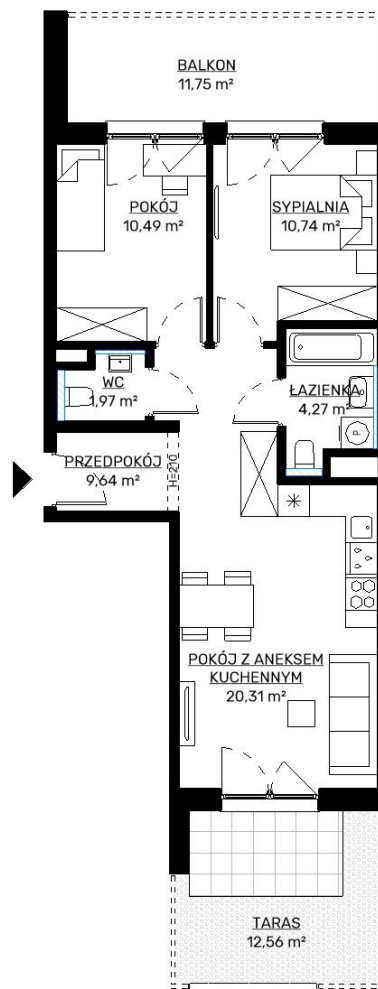 BALKON
11,75 m²
POKÓJ
10,49 m²
SYPIALNIA
10,74 m²
WC
1,97 m²
ŁAZIENKA
4,27 m²
P
PRZEDPOKÓJ
9,64 m²
H=210
POKÓJ Z ANEKSEM
KUCHENNYM
20,31 m²
TARAS
12,56 m²